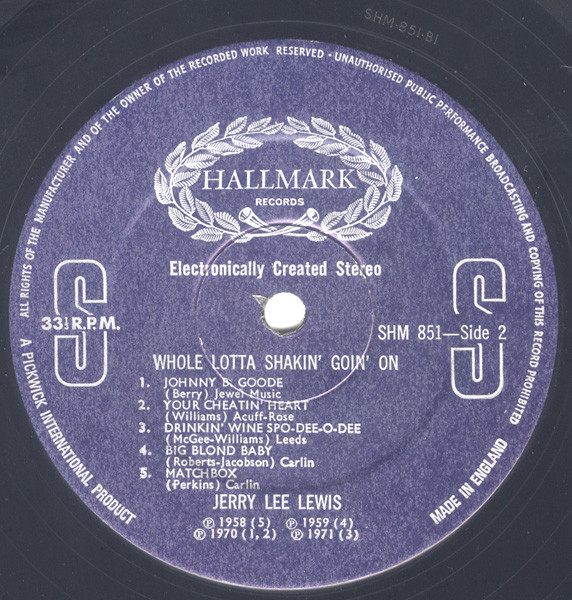 SHM·851·B1
ALL RIGHTS OF THE MANUFACTURER AND OF THE OWNER OF THE RECORDED WORK RESERVED · UNAUTHORISED PUBLIC PERFORMANCE BROADCASTING AND COPYING OF THIS RECORD PROHIBITED
HALLMARK
RECORDS
Electronically Created Stereo
S
S
33⅓ R.P.M.
SHM 851—Side 2
WHOLE LOTTA SHAKIN' GOIN' ON
1. JOHNNY B. GOODE
(Berry) Jewel Music
2. YOUR CHEATIN' HEART
(Williams) Acuff-Rose
3. DRINKIN' WINE SPO-DEE-O-DEE
(McGee-Williams) Leeds
4. BIG BLOND BABY
(Roberts-Jacobson) Carlin
5. MATCHBOX
(Perkins) Carlin
JERRY LEE LEWIS
Ⓟ 1958 (5) Ⓟ 1959 (4)
Ⓟ 1970 (1, 2) Ⓟ 1971 (3)
A PICKWICK INTERNATIONAL PRODUCT
MADE IN ENGLAND